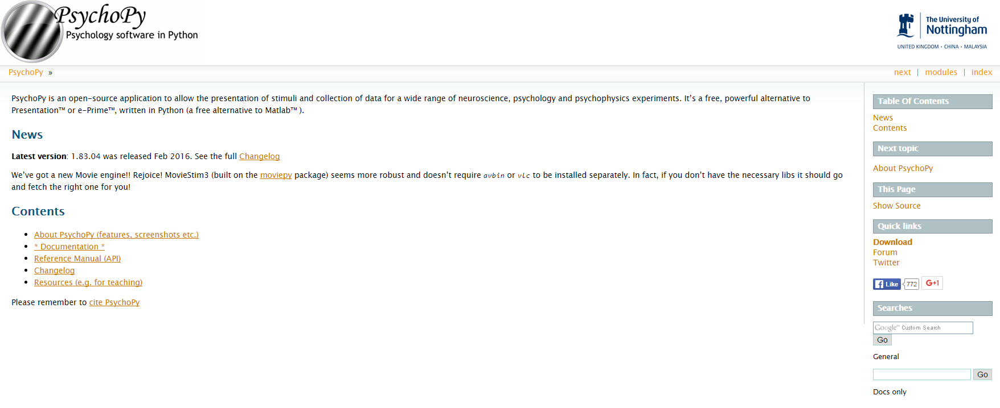 PsychoPy
Psychology software in Python
The University of
Nottingham
UNITED KINGDOM · CHINA · MALAYSIA
PsychoPy »
next | modules | index
PsychoPy is an open-source application to allow the presentation of stimuli and collection of data for a wide range of neuroscience, psychology and psychophysics experiments. It's a free, powerful alternative to
Presentation™ or e-Prime™, written in Python (a free alternative to Matlab™ ).
News
Latest version: 1.83.04 was released Feb 2016. See the full Changelog
We've got a new Movie engine!! Rejoice! MovieStim3 (built on the moviepy package) seems more robust and doesn't require avbin or vlc to be installed separately. In fact, if you don't have the necessary libs it should go
and fetch the right one for you!
Contents
• About PsychoPy (features, screenshots etc.)
• * Documentation *
• Reference Manual (API)
• Changelog
• Resources (e.g. for teaching)
Please remember to cite PsychoPy
Table Of Contents
News
Contents
Next topic
About PsychoPy
This Page
Show Source
Quick links
Download
Forum
Twitter
Like 772 G+1
Searches
Google™ Custom Search
Go
General
Go
Docs only